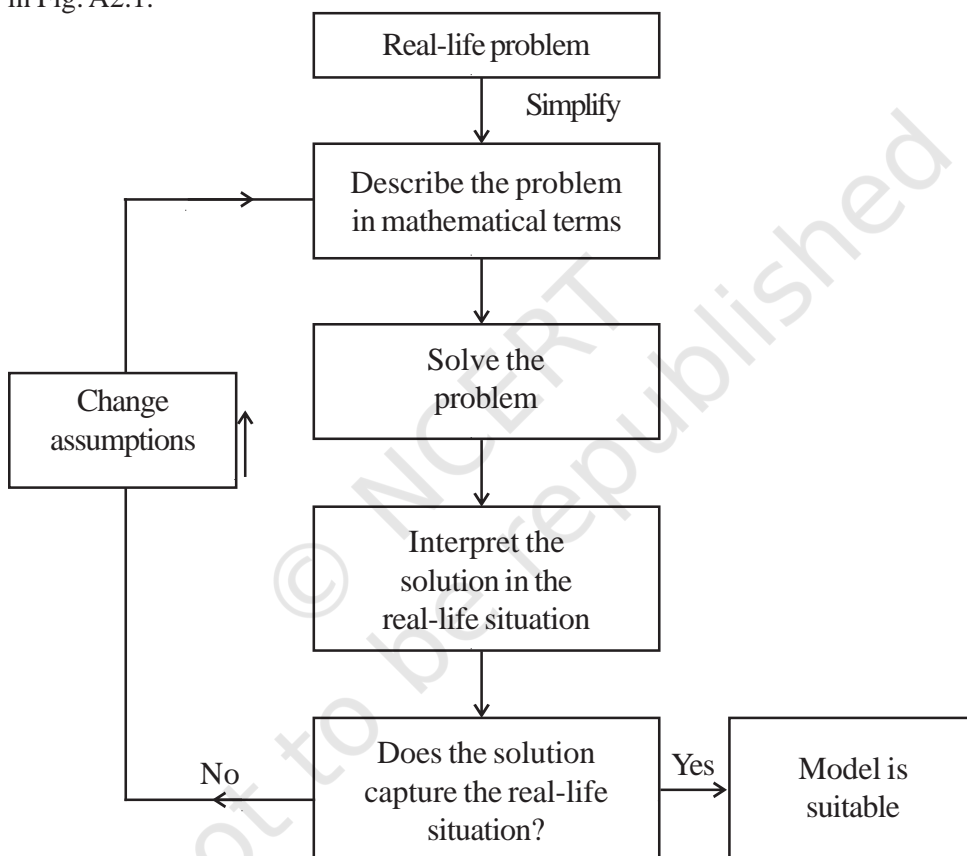 in Fig. A2.1.
Real-life problem
Simplify
Describe the problem
in mathematical terms
Solve the
problem
Change
assumptions
Interpret the
solution in the
real-life situation
Does the solution
capture the real-life
situation?
No
Yes
Model is
suitable
© NCERT
not to be republished